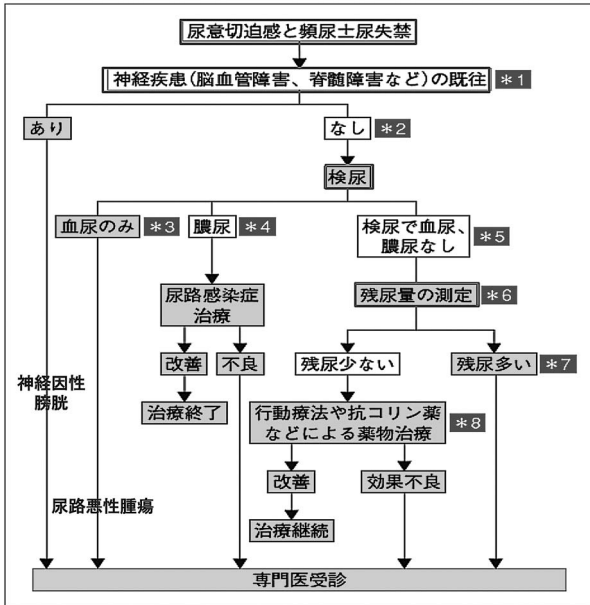 尿意切迫感と頻尿士尿失禁
神経疾患(脳血管障害、脊髄障害など)の既往 *1
あり
なし *2
検尿
血尿のみ *3
膿尿 *4
検尿で血尿、
膿尿なし *5
尿路感染症
治療
残尿量の測定 *6
改善
不良
残尿少ない
残尿多い *7
神経因性
膀胱
治療終了
行動療法や抗コリン薬
などによる薬物治療 *8
改善
効果不良
尿路悪性腫瘍
治療継続
専門医受診